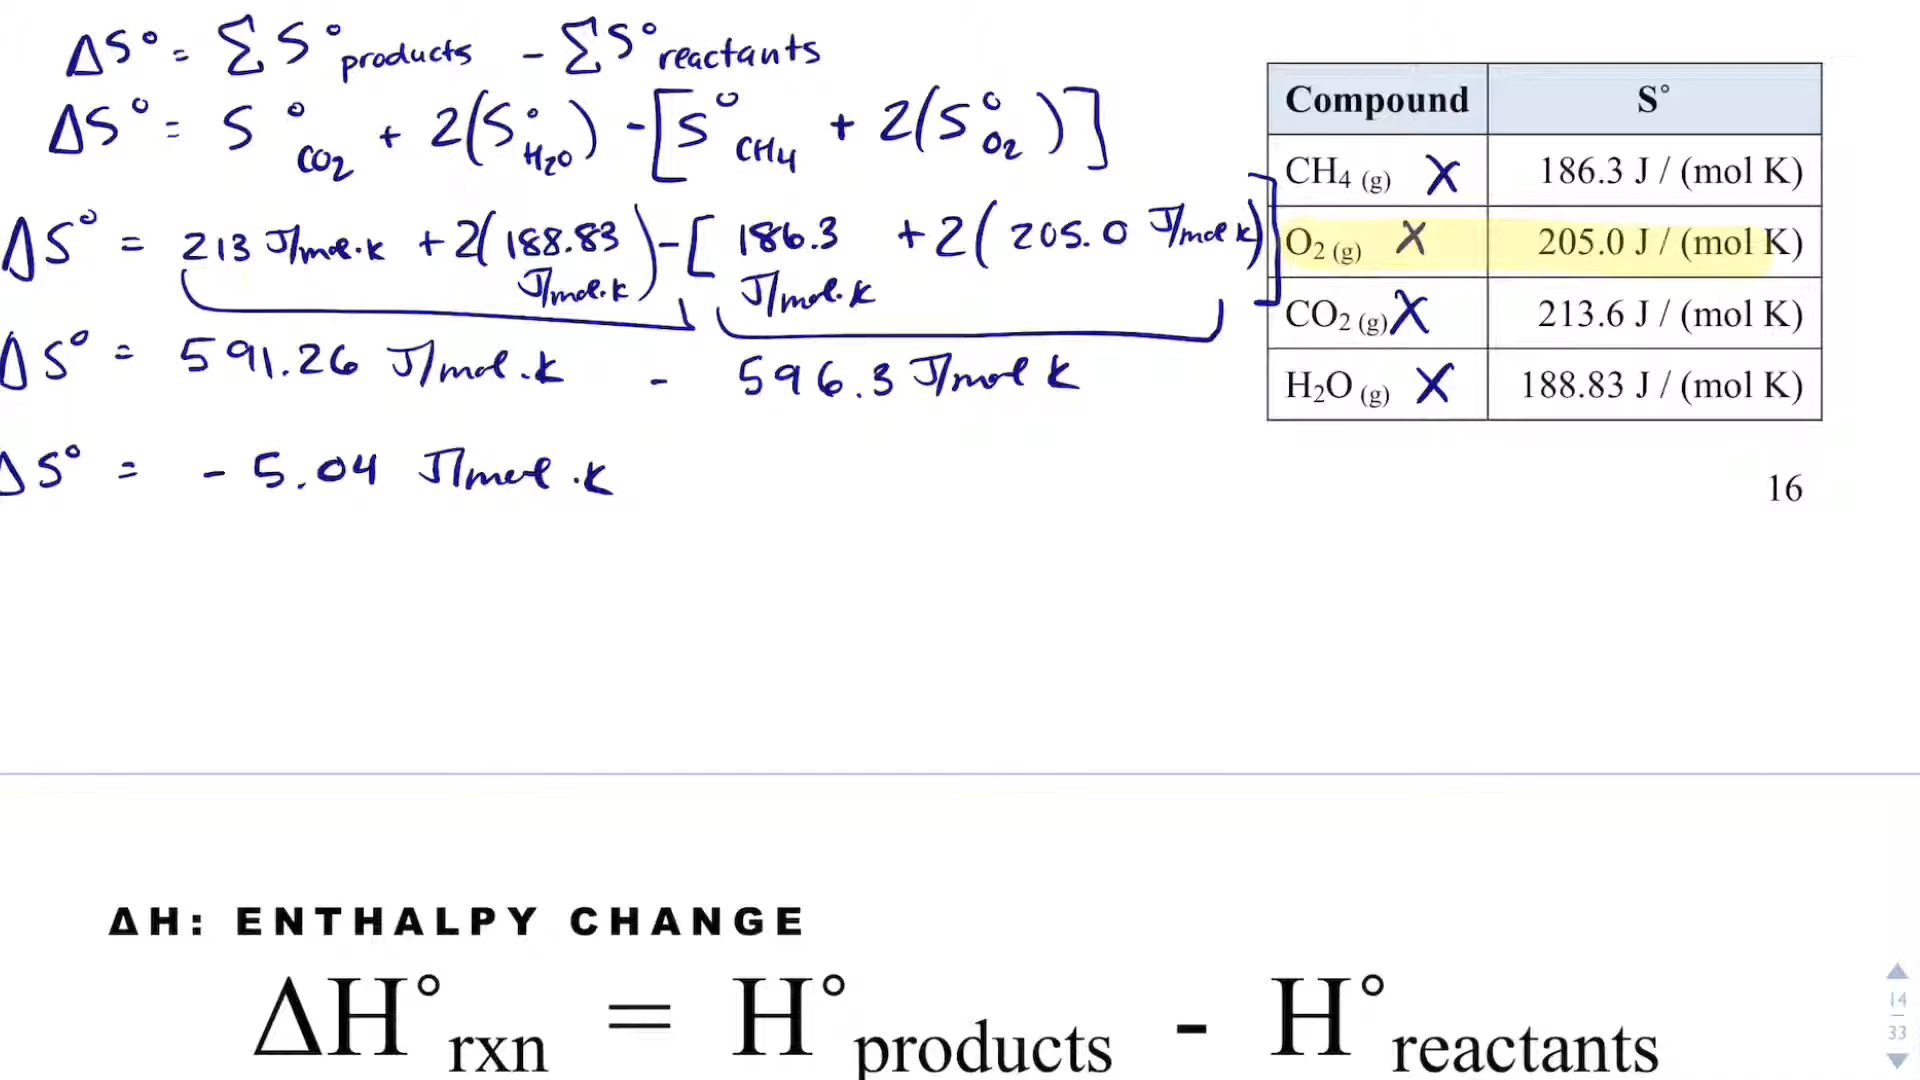 ΔS° = ΣS°products - ΣS°reactants
ΔS° = S°CO2 + 2(S°H2O) - [S°CH4 + 2(S°O2)]
ΔS° = 213 J/mol·K + 2(188.83 J/mol·K) - [186.3 J/mol·K + 2(205.0 J/mol K)]
ΔS° = 591.26 J/mol·K - 596.3 J/mol K
ΔS° = - 5.04 J/mol·K
Compound S°
CH4 (g) X 186.3 J / (mol K)
O2 (g) X 205.0 J / (mol K)
CO2 (g) X 213.6 J / (mol K)
H2O (g) X 188.83 J / (mol K)
16
ΔH: ENTHALPY CHANGE
ΔH°rxn = H°products - H°reactants
14
33